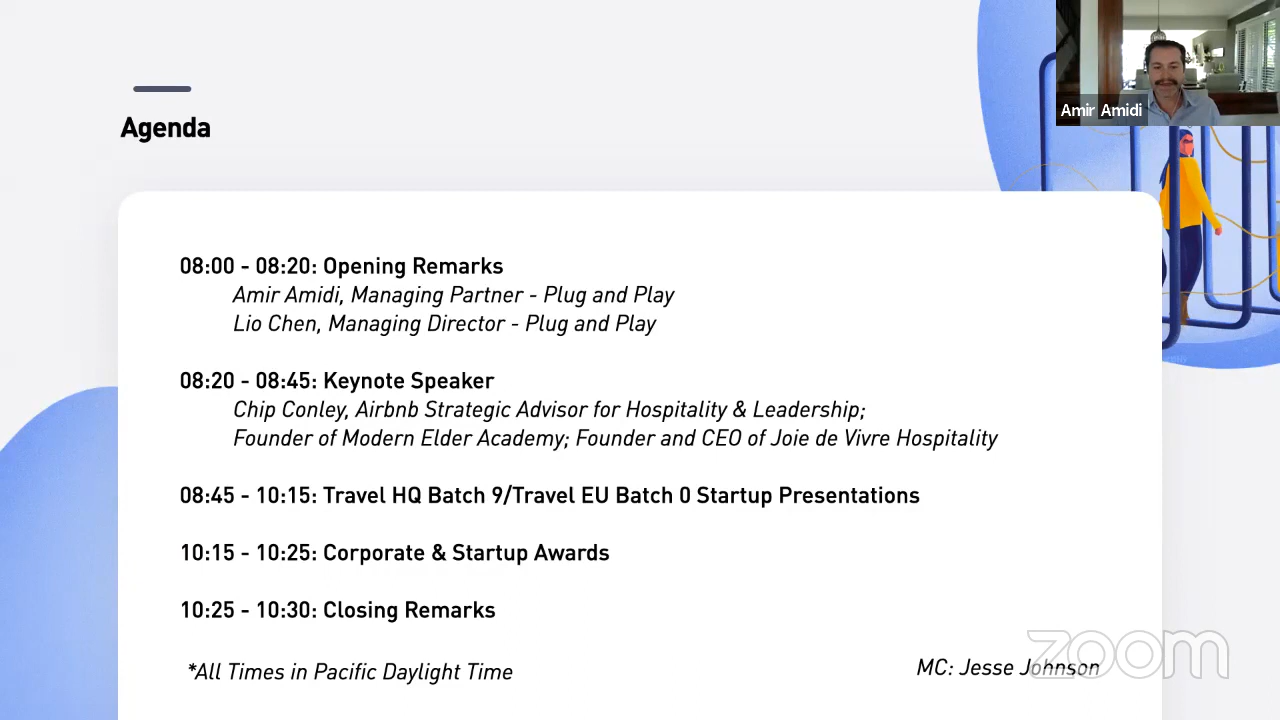 Amir Amidi
Agenda
08:00 - 08:20: Opening Remarks
Amir Amidi, Managing Partner - Plug and Play
Lio Chen, Managing Director - Plug and Play
08:20 - 08:45: Keynote Speaker
Chip Conley, Airbnb Strategic Advisor for Hospitality & Leadership;
Founder of Modern Elder Academy; Founder and CEO of Joie de Vivre Hospitality
08:45 - 10:15: Travel HQ Batch 9/Travel EU Batch 0 Startup Presentations
10:15 - 10:25: Corporate & Startup Awards
10:25 - 10:30: Closing Remarks
*All Times in Pacific Daylight Time
MC: Jesse Johnson
zoom